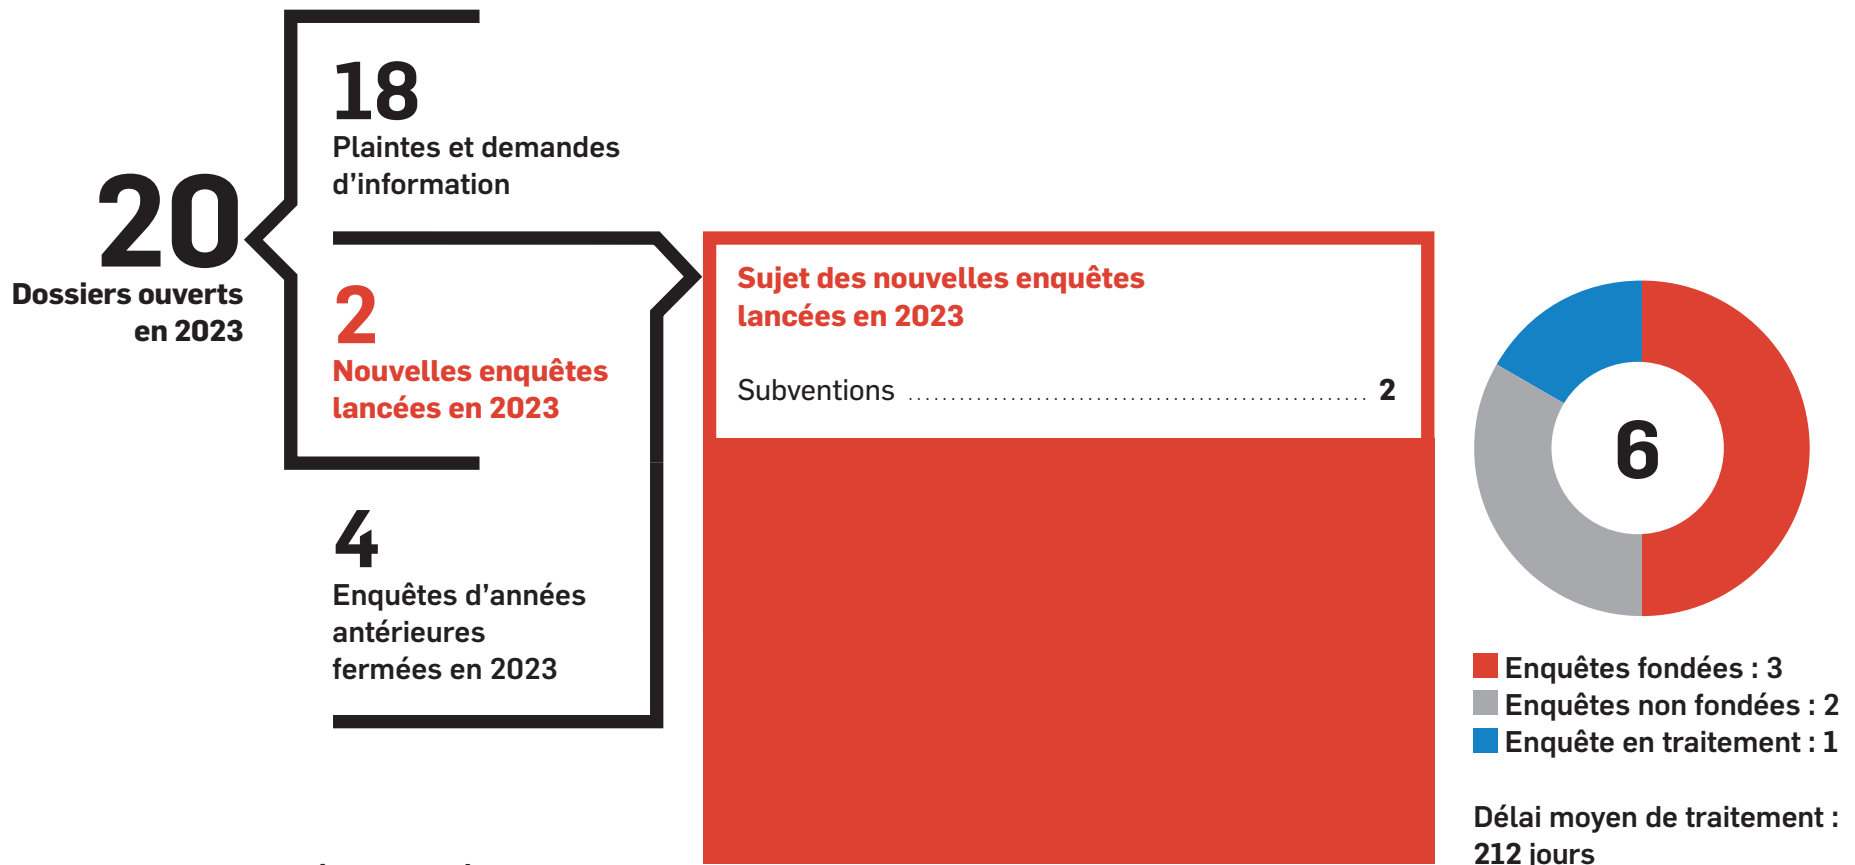 20
Dossiers ouverts
en 2023
18
Plaintes et demandes
d’information
2
Nouvelles enquêtes
lancées en 2023
4
Enquêtes d’années
antérieures
fermées en 2023
Sujet des nouvelles enquêtes
lancées en 2023
Subventions ........................................................ 2
6
Enquêtes fondées : 3
Enquêtes non fondées : 2
Enquête en traitement : 1
Délai moyen de traitement :
212 jours